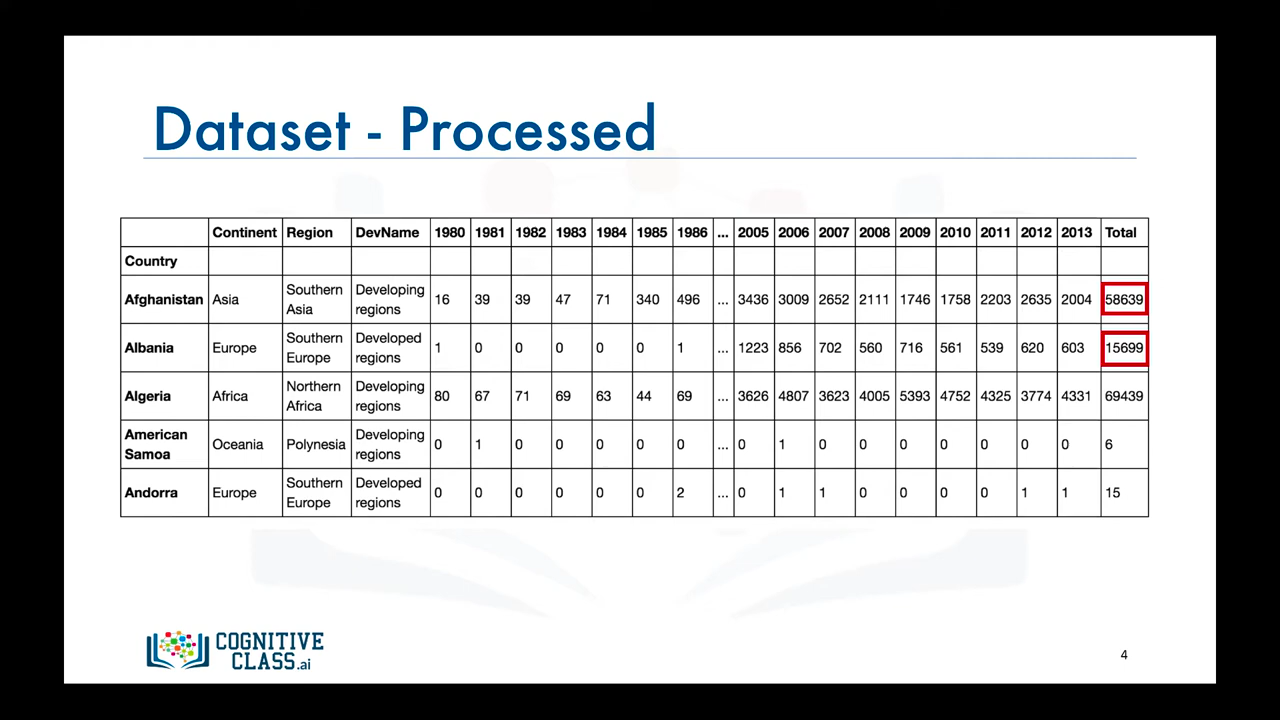 Dataset - Processed
Continent Region DevName 1980 1981 1982 1983 1984 1985 1986 ... 2005 2006 2007 2008 2009 2010 2011 2012 2013 Total
Country
Afghanistan Asia Southern Asia Developing regions 16 39 39 47 71 340 496 ... 3436 3009 2652 2111 1746 1758 2203 2635 2004 58639
Albania Europe Southern Europe Developed regions 1 0 0 0 0 0 1 ... 1223 856 702 560 716 561 539 620 603 15699
Algeria Africa Northern Africa Developing regions 80 67 71 69 63 44 69 ... 3626 4807 3623 4005 5393 4752 4325 3774 4331 69439
American Samoa Oceania Polynesia Developing regions 0 1 0 0 0 0 0 ... 0 1 0 0 0 0 0 0 0 6
Andorra Europe Southern Europe Developed regions 0 0 0 0 0 0 2 ... 0 1 1 0 0 0 0 1 1 15
COGNITIVE
CLASS.ai
4